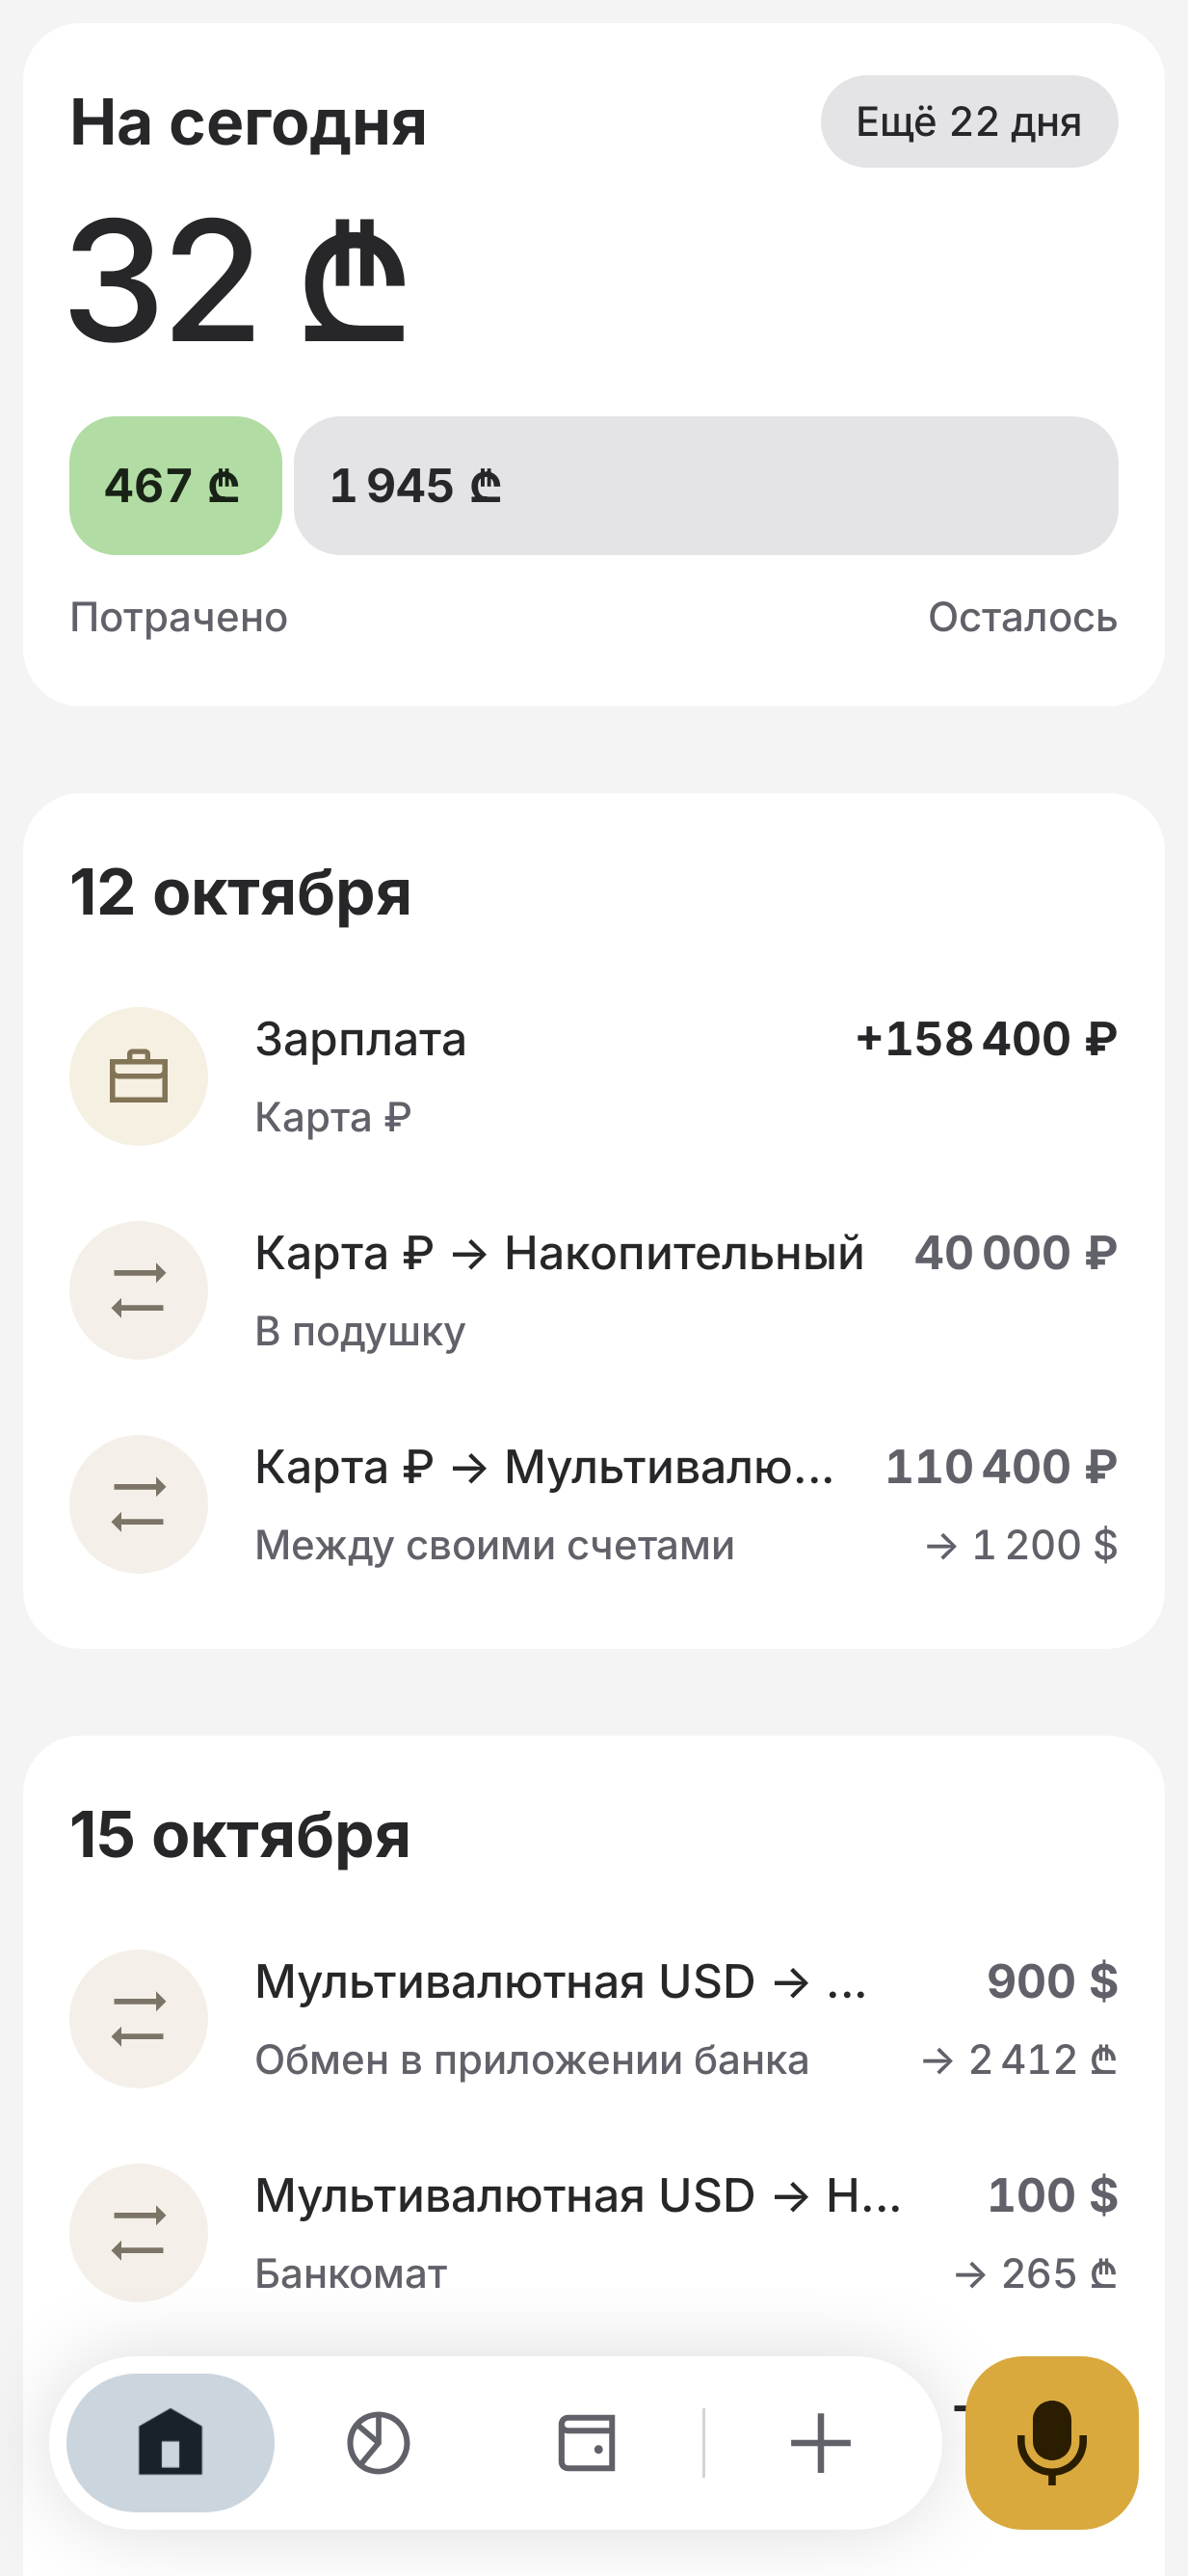 На сегодня
Ещё 22 дня
32 ₾
467 ₾
1 945 ₾
Потрачено
Осталось
12 октября
Зарплата
+158 400 ₽
Карта ₽
Карта ₽ → Накопительный
40 000 ₽
В подушку
Карта ₽ → Мультивалю...
110 400 ₽
Между своими счетами
→ 1 200 $
15 октября
Мультивалютная USD → ...
900 $
Обмен в приложении банка
→ 2 412 ₾
Мультивалютная USD → Н...
100 $
Банкомат
→ 265 ₾